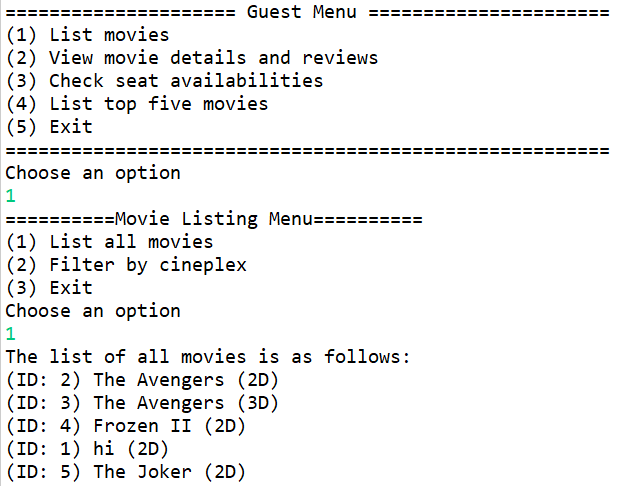 ===================== Guest Menu ======================
(1) List movies
(2) View movie details and reviews
(3) Check seat availabilities
(4) List top five movies
(5) Exit
=======================================================
Choose an option
1
==========Movie Listing Menu==========
(1) List all movies
(2) Filter by cineplex
(3) Exit
Choose an option
1
The list of all movies is as follows:
(ID: 2) The Avengers (2D)
(ID: 3) The Avengers (3D)
(ID: 4) Frozen II (2D)
(ID: 1) hi (2D)
(ID: 5) The Joker (2D)